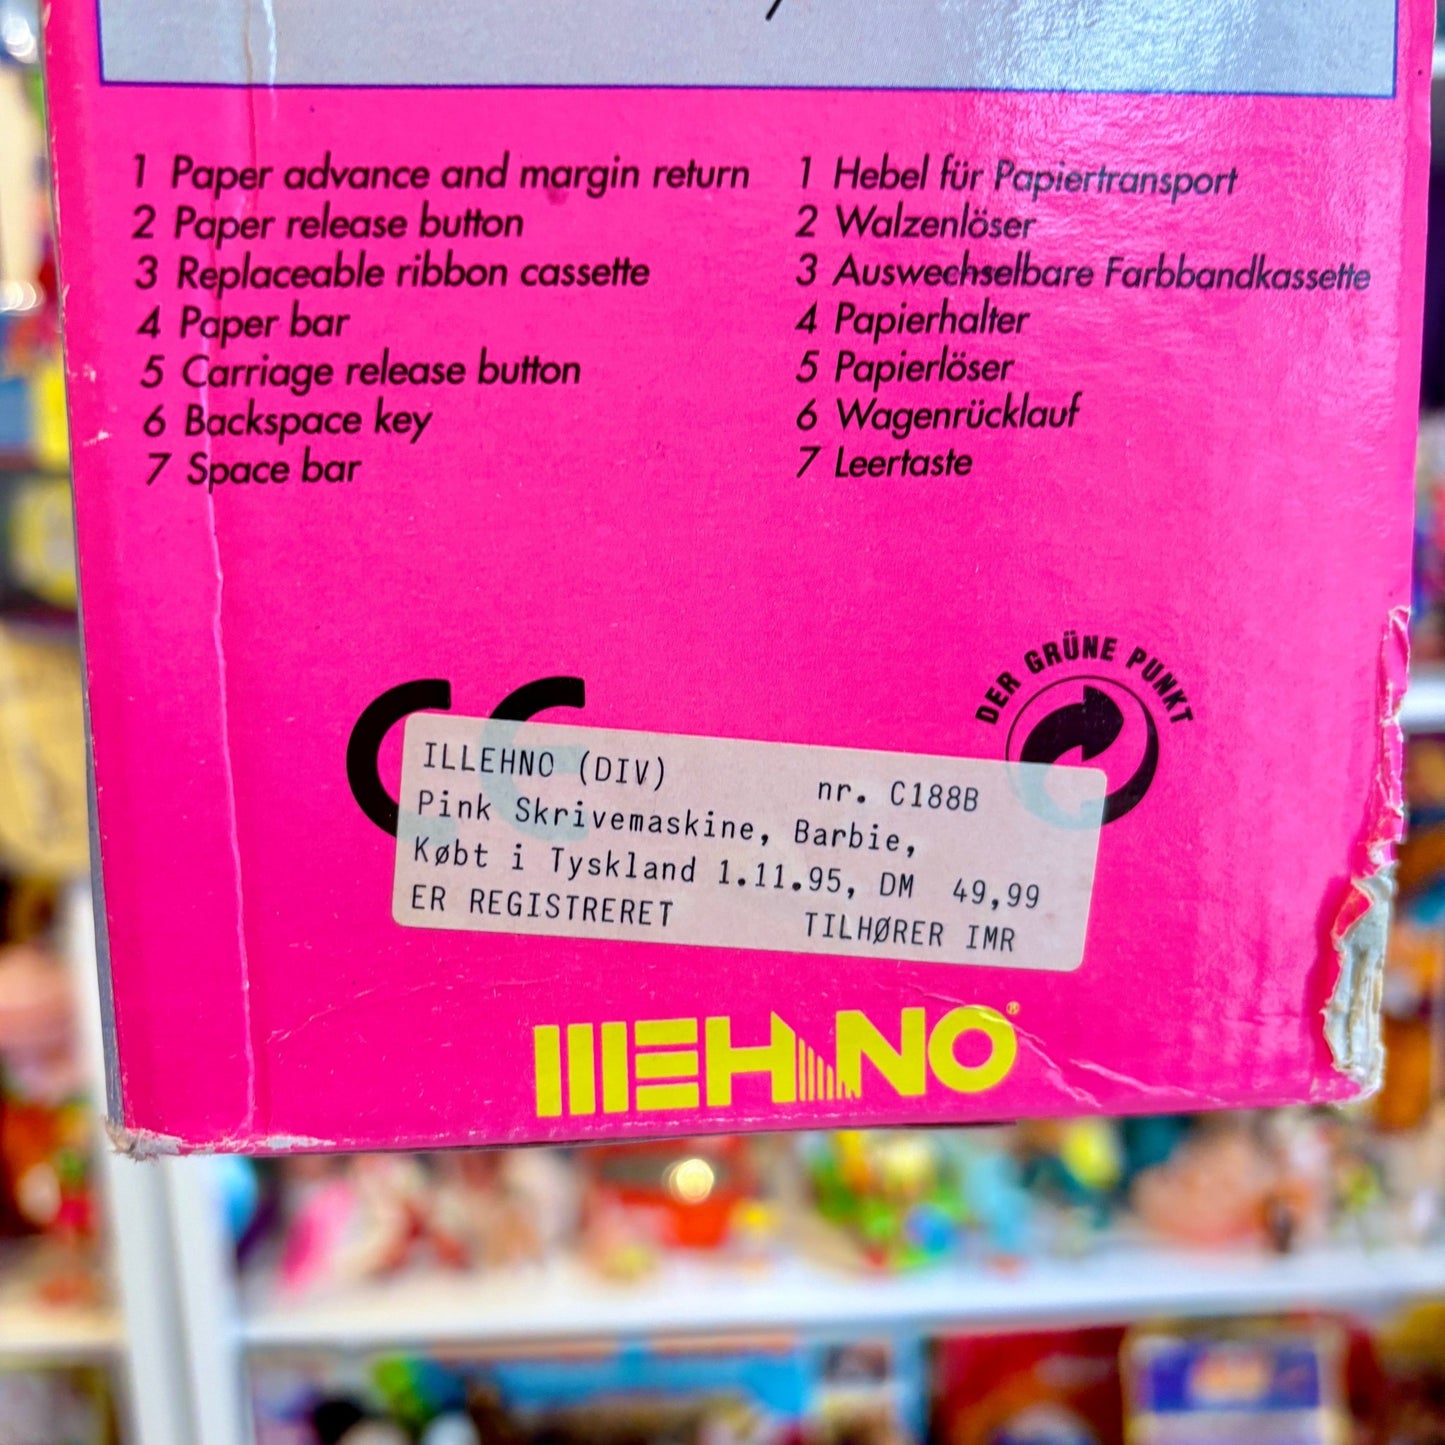 1 Paper advance and margin return
2 Paper release button
3 Replaceable ribbon cassette
4 Paper bar
5 Carriage release button
6 Backspace key
7 Space bar
1 Hebel für Papiertransport
2 Walzenlöser
3 Auswechselbare Farbbandkassette
4 Papierhalter
5 Papierlöser
6 Wagenrücklauf
7 Leertaste
DER GRÜNE PUNKT
CE
ILLEHNO (DIV) nr. C188B
Pink Skrivemaskine, Barbie,
Købt i Tyskland 1.11.95, DM 49,99
ER REGISTRERET TILHØRER IMR
MEHANO®